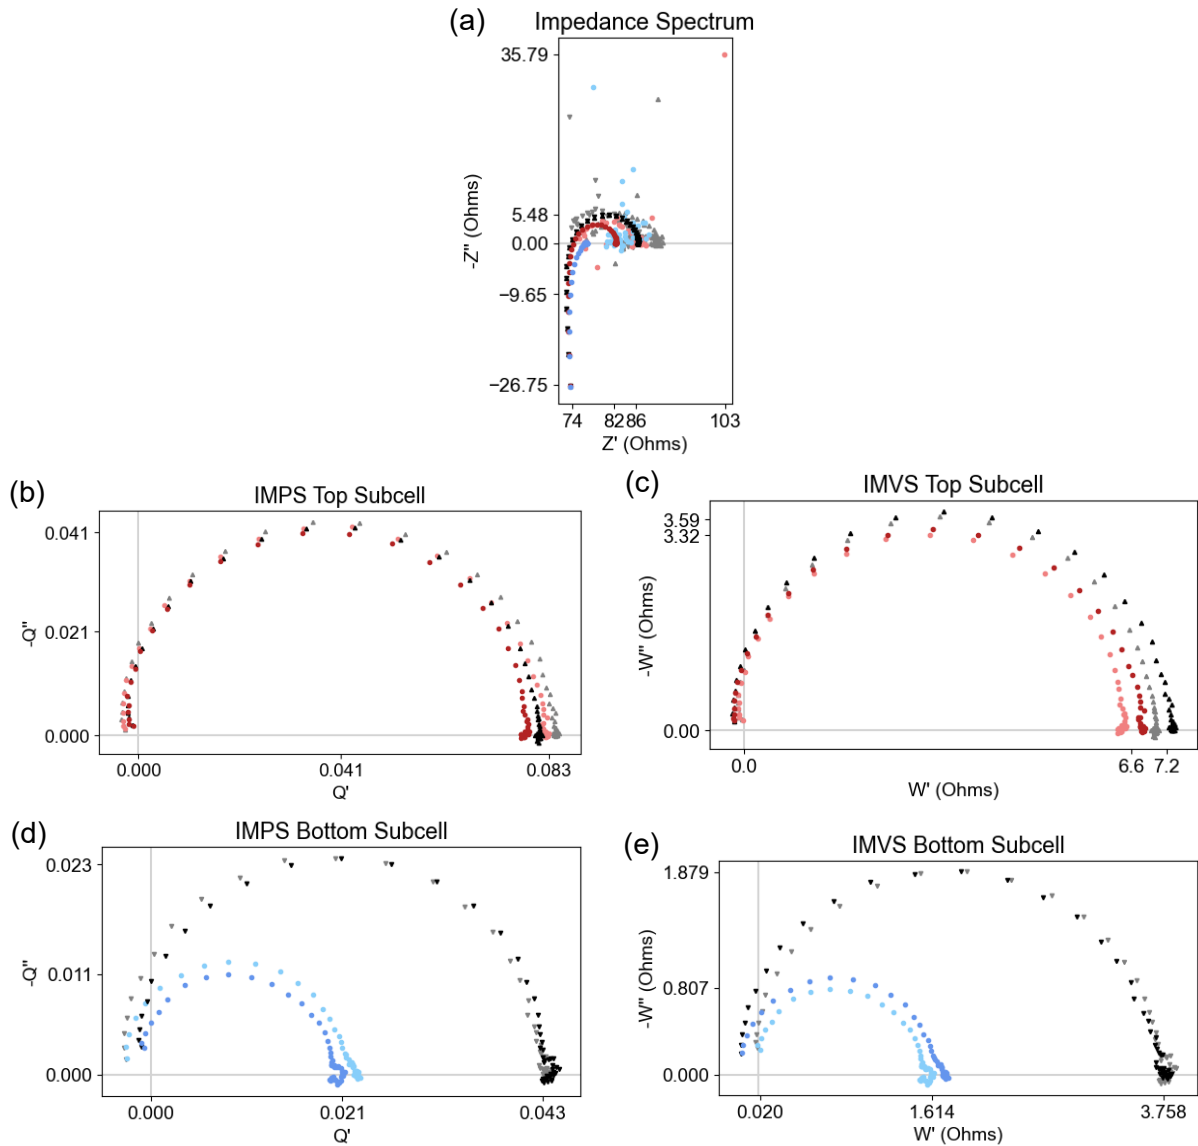 (a)
Impedance Spectrum
35.79
5.48
0.00
−9.65
−26.75
-Z" (Ohms)
74
82
86
103
Z' (Ohms)
(b)
IMPS Top Subcell
0.041
0.021
0.000
-Q"
0.000
0.041
0.083
Q'
(c)
IMVS Top Subcell
3.59
3.32
0.00
-W" (Ohms)
0.0
6.6
7.2
W' (Ohms)
(d)
IMPS Bottom Subcell
0.023
0.011
0.000
-Q"
0.000
0.021
0.043
Q'
(e)
IMVS Bottom Subcell
1.879
0.807
0.000
-W" (Ohms)
0.020
1.614
3.758
W' (Ohms)